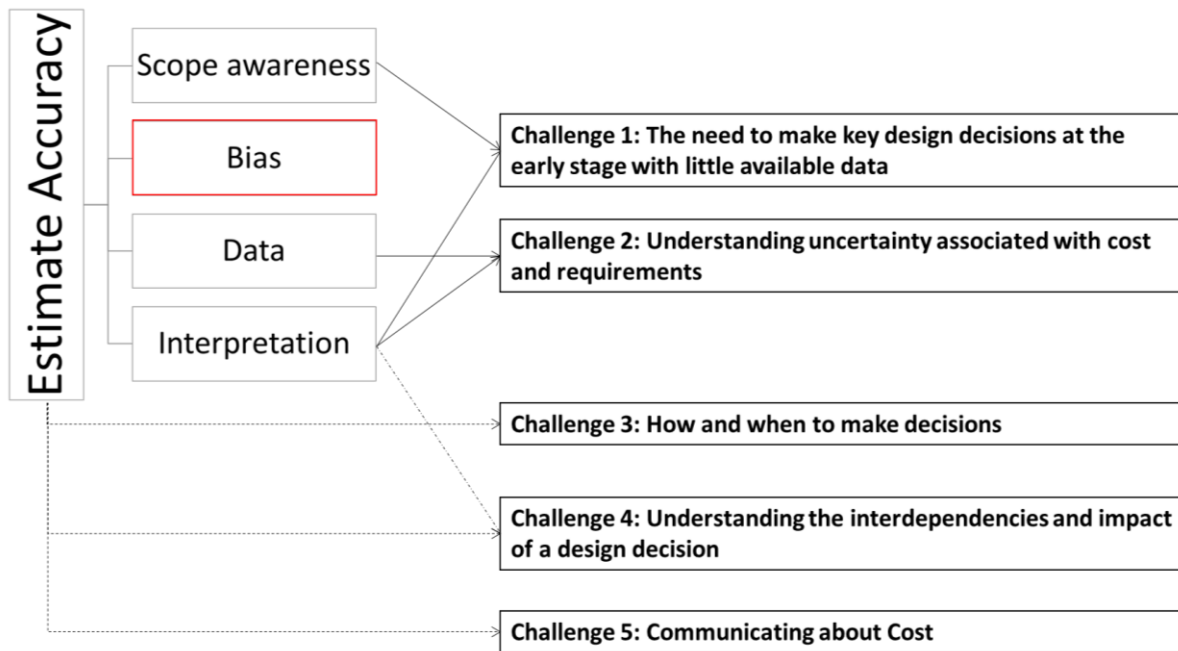 Estimate Accuracy
Scope awareness
Bias
Data
Interpretation
Challenge 1: The need to make key design decisions at the
early stage with little available data
Challenge 2: Understanding uncertainty associated with cost
and requirements
Challenge 3: How and when to make decisions
Challenge 4: Understanding the interdependencies and impact
of a design decision
Challenge 5: Communicating about Cost